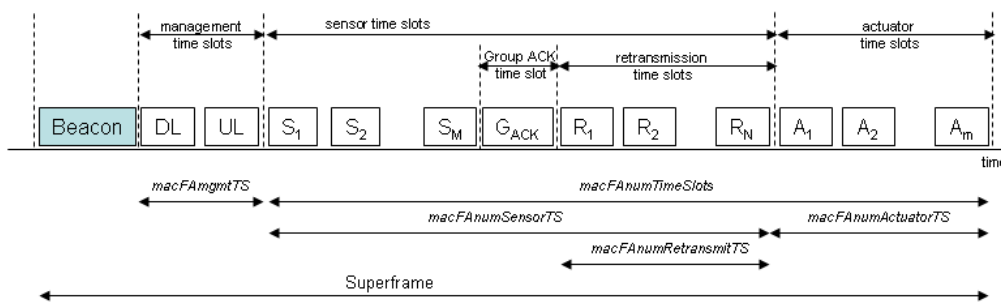 management
time slots
sensor time slots
actuator
time slots
Group ACK
time slot
retransmission
time slots
Beacon
DL
UL
S1
S2
SM
GACK
R1
R2
RN
A1
A2
Am
time
macFAmgmtTS
macFAnumTimeSlots
macFAnumSensorTS
macFAnumActuatorTS
macFAnumRetransmitTS
Superframe